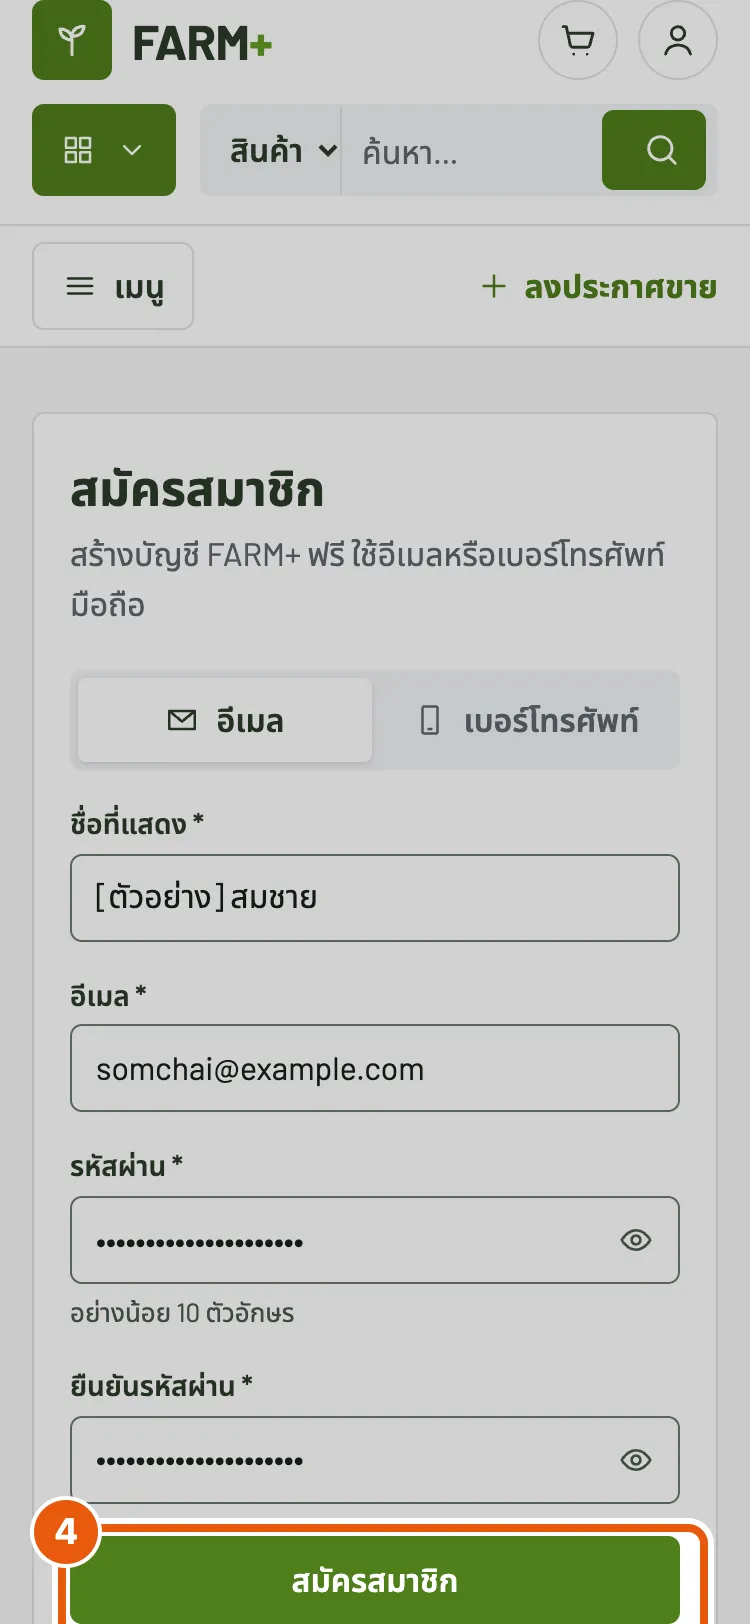 FARM+
สินค้า
ค้นหา...
เมนู
+ ลงประกาศขาย
สมัครสมาชิก
สร้างบัญชี FARM+ ฟรี ใช้อีเมลหรือเบอร์โทรศัพท์
มือถือ
อีเมล
เบอร์โทรศัพท์
ชื่อที่แสดง *
[ตัวอย่าง] สมชาย
อีเมล *
somchai@example.com
รหัสผ่าน *
•••••••••••••••••••••
อย่างน้อย 10 ตัวอักษร
ยืนยันรหัสผ่าน *
•••••••••••••••••••••
4
สมัครสมาชิก